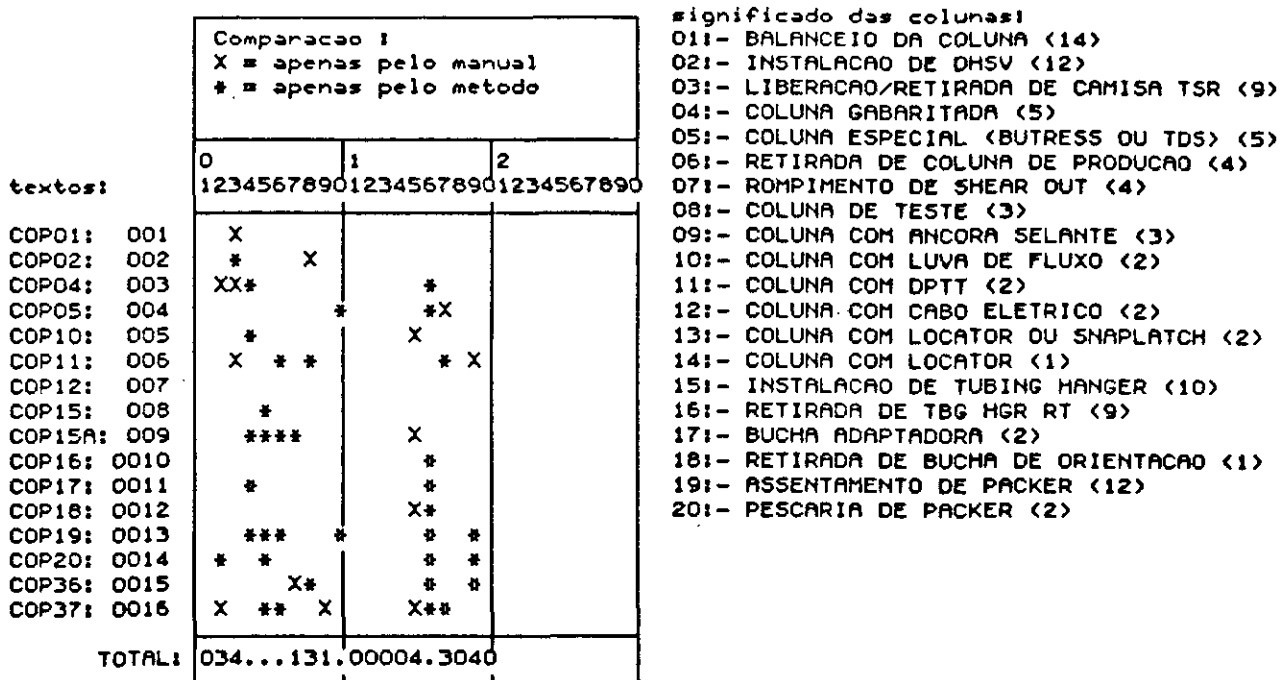 Comparacao :
X = apenas pelo manual
* = apenas pelo metodo
0 1 2
textos: 123456789012345678901234567890
COP01: 001 X
COP02: 002 * X
COP04: 003 XX* *
COP05: 004 * *X
COP10: 005 * X
COP11: 006 X * * * X
COP12: 007
COP15: 008 *
COP15A: 009 **** X
COP16: 0010 *
COP17: 0011 * *
COP18: 0012 X*
COP19: 0013 *** * * *
COP20: 0014 * * * *
COP36: 0015 X* * *
COP37: 0016 X ** X X**
TOTAL: 034...131.00004.3040
significado das colunas:
01:- BALANCEIO DA COLUNA (14)
02:- INSTALACAO DE DHSV (12)
03:- LIBERACAO/RETIRADA DE CAMISA TSR (9)
04:- COLUNA GABARITADA (5)
05:- COLUNA ESPECIAL (BUTRESS OU TDS) (5)
06:- RETIRADA DE COLUNA DE PRODUCAO (4)
07:- ROMPIMENTO DE SHEAR OUT (4)
08:- COLUNA DE TESTE (3)
09:- COLUNA COM ANCORA SELANTE (3)
10:- COLUNA COM LUVA DE FLUXO (2)
11:- COLUNA COM DPTT (2)
12:- COLUNA COM CABO ELETRICO (2)
13:- COLUNA COM LOCATOR OU SNAPLATCH (2)
14:- COLUNA COM LOCATOR (1)
15:- INSTALACAO DE TUBING HANGER (10)
16:- RETIRADA DE TBG HGR RT (9)
17:- BUCHA ADAPTADORA (2)
18:- RETIRADA DE BUCHA DE ORIENTACAO (1)
19:- ASSENTAMENTO DE PACKER (12)
20:- PESCARIA DE PACKER (2)